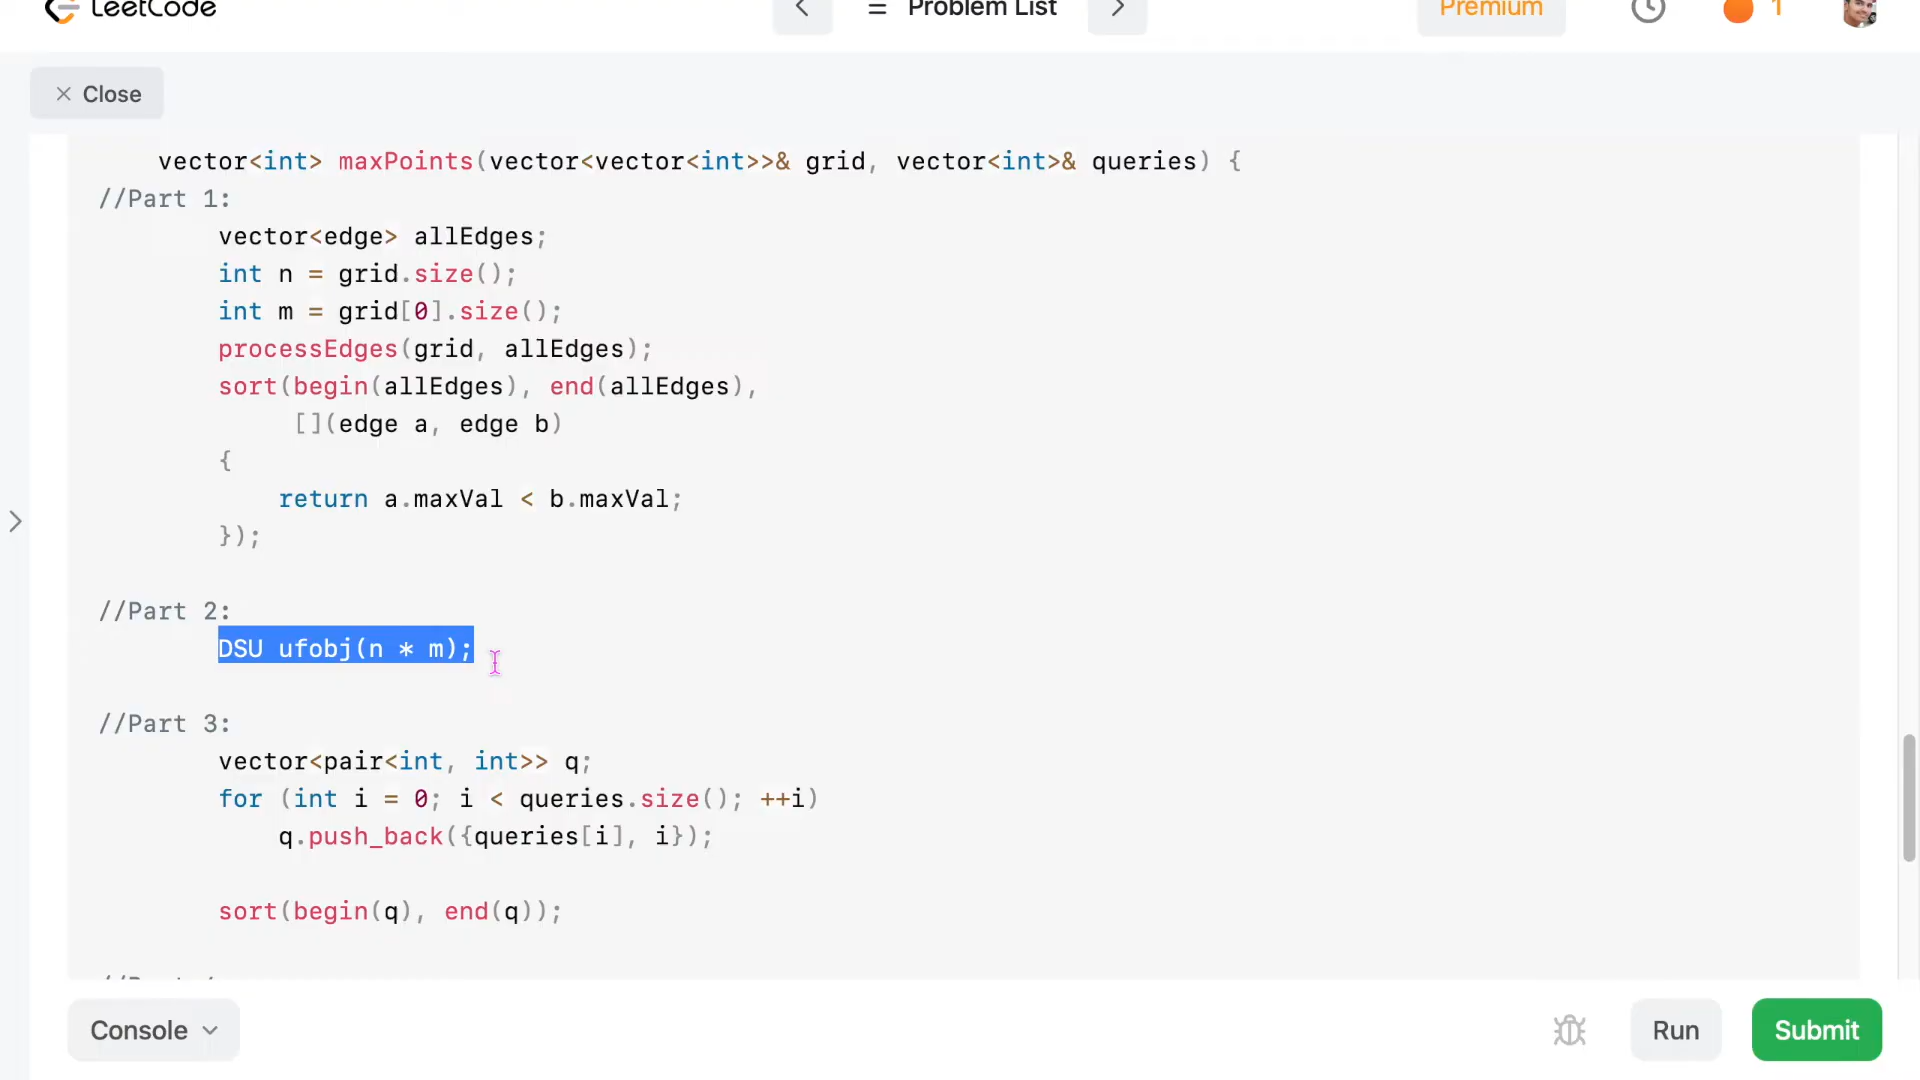 LeetCode
Problem List
Premium
1
Close
vector<int> maxPoints(vector<vector<int>>& grid, vector<int>& queries) {
//Part 1:
vector<edge> allEdges;
int n = grid.size();
int m = grid[0].size();
processEdges(grid, allEdges);
sort(begin(allEdges), end(allEdges),
[](edge a, edge b)
{
return a.maxVal < b.maxVal;
});
//Part 2:
DSU ufobj(n * m);
//Part 3:
vector<pair<int, int>> q;
for (int i = 0; i < queries.size(); ++i)
q.push_back({queries[i], i});
sort(begin(q), end(q));
Console
Run
Submit